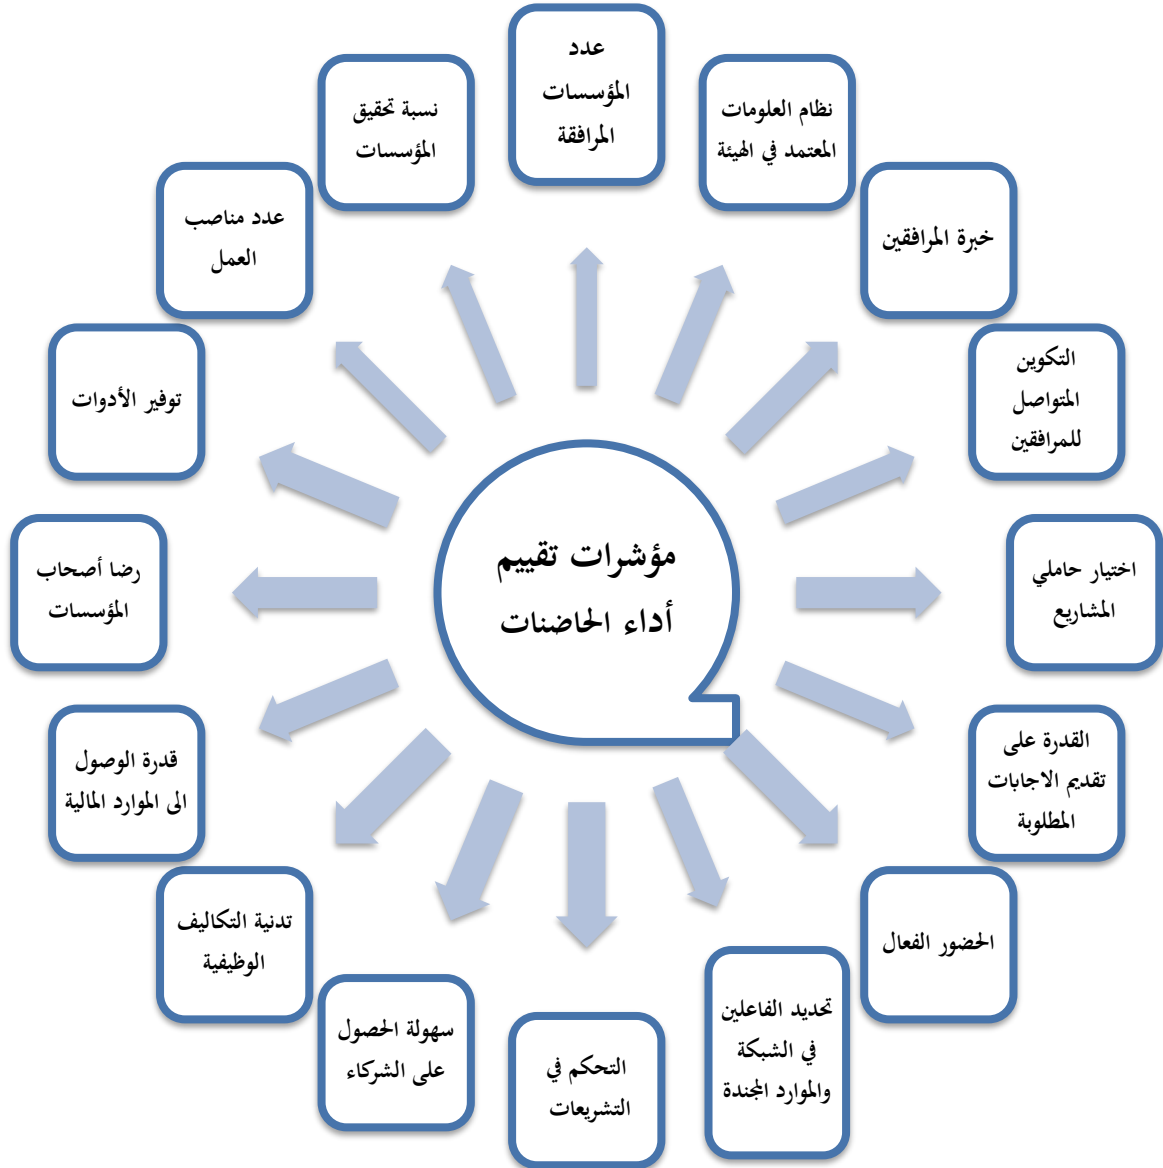 مؤشرات تقييم
أداء الحاضنات
عدد
المؤسسات
المرافقة
نظام العلومات
المعتمد في الهيئة
خبرة المرافقين
التكوين
المتواصل
للمرافقين
اختيار حاملي
المشاريع
القدرة على
تقديم الاجابات
المطلوبة
الحضور الفعال
تحديد الفاعلين
في الشبكة
والموارد المجندة
التحكم في
التشريعات
سهولة الحصول
على الشركاء
تدنية التكاليف
الوظيفية
قدرة الوصول
الى الموارد المالية
رضا أصحاب
المؤسسات
توفير الأدوات
عدد مناصب
العمل
نسبة تحقيق
المؤسسات